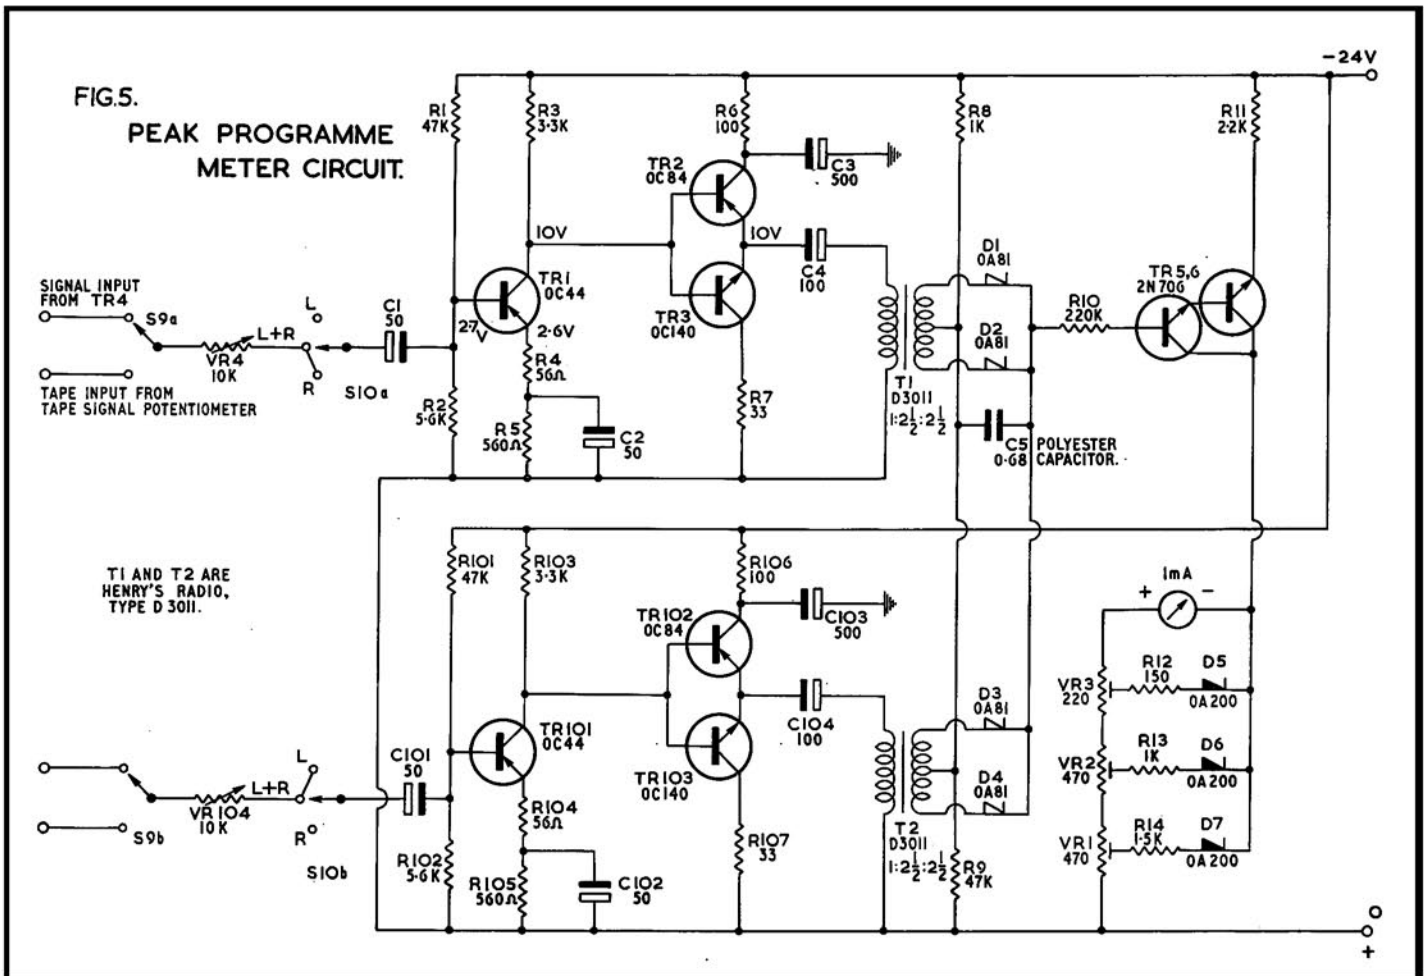 FIG.5.
PEAK PROGRAMME
METER CIRCUIT.
-24V
R1
47K
R3
3.3K
R6
100
R8
1K
R11
2.2K
TR2
OC84
C3
500
10V
10V
C4
100
D1
OA81
TR5,6
2N706
SIGNAL INPUT
FROM TR4
S9a
L+R
L
VR4
10K
R
S10a
C1
50
TR1
OC44
2.7
V
2.6V
TR3
OC140
R10
220K
D2
OA81
TAPE INPUT FROM
TAPE SIGNAL POTENTIOMETER
R4
56Ω
R2
5.6K
R5
560Ω
C2
50
R7
33
T1
D3011
1:2½:2½
C5 POLYESTER
0.68 CAPACITOR.
T1 AND T2 ARE
HENRY'S RADIO,
TYPE D 3011.
R101
47K
R103
3.3K
R106
100
TR102
OC84
C103
500
1mA
+ -
R12
150
D5
OA200
VR3
220
R13
1K
D6
OA200
VR2
470
R14
1.5K
D7
OA200
VR1
470
C101
50
TR101
OC44
C104
100
D3
OA81
TR103
OC140
D4
OA81
L
L+R
VR104
10K
R
S9b
S10b
R104
56Ω
R102
5.6K
R105
560Ω
C102
50
R107
33
T2
D3011
1:2½:2½
R9
47K
O
+